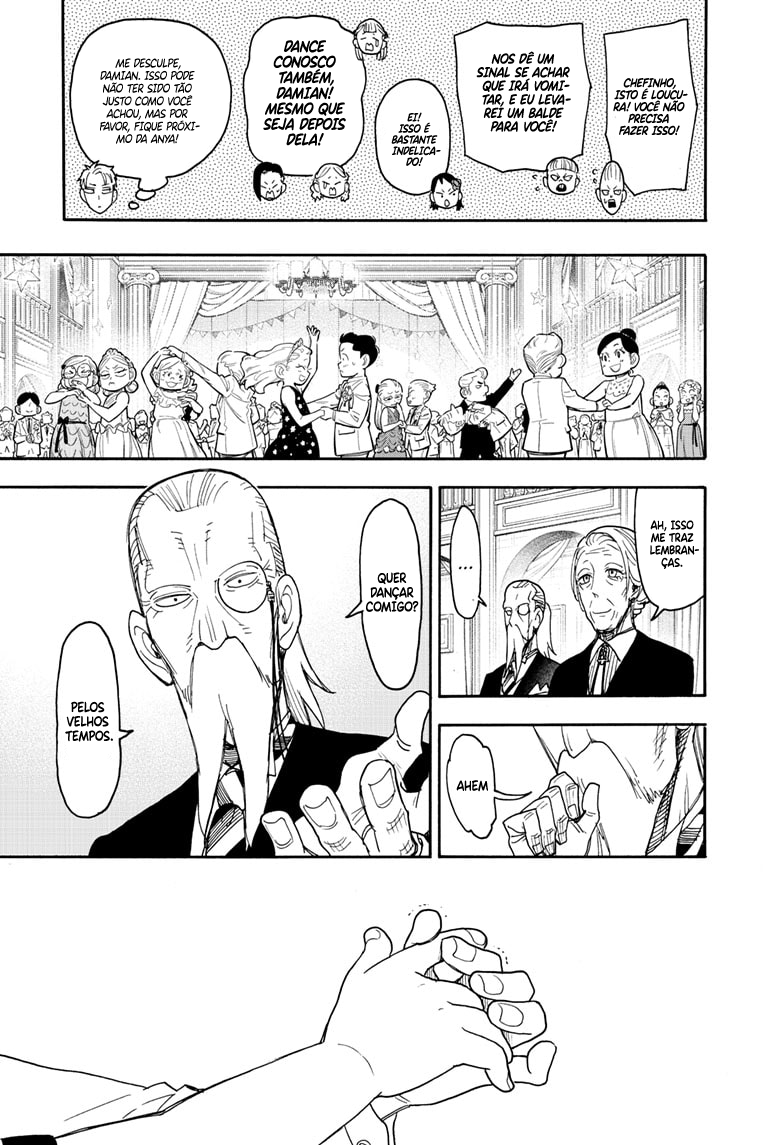 CHEFINHO,
ISTO É LOUCU-
RA! VOCÊ NÃO
PRECISA
FAZER ISSO!
NOS DÊ UM
SINAL SE ACHAR
QUE IRÁ VOMI-
TAR, E EU LEVA-
REI UM BALDE
PARA VOCÊ!
EI!
ISSO É
BASTANTE
INDELICA-
DO!
DANCE
CONOSCO
TAMBÉM,
DAMIAN!
MESMO QUE
SEJA DEPOIS
DELA!
ME DESCULPE,
DAMIAN. ISSO PODE
NÃO TER SIDO TÃO
JUSTO COMO VOCÊ
ACHOU, MAS POR
FAVOR, FIQUE PRÓXI-
MO DA ANYA!
AH, ISSO
ME TRAZ
LEMBRAN-
ÇAS.
...
AHEM
QUER
DANÇAR
COMIGO?
PELOS
VELHOS
TEMPOS.